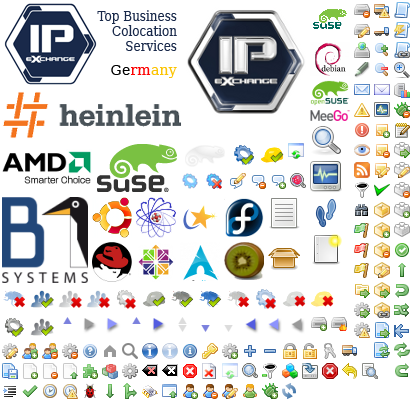 IP
EXCHANGE
Top Business
Colocation
Services
Germany
IP
EXCHANGE
suse
debian
openSUSE
MeeGo
heinlein
AMD
Smarter Choice
SUSE
B1
SYSTEMS